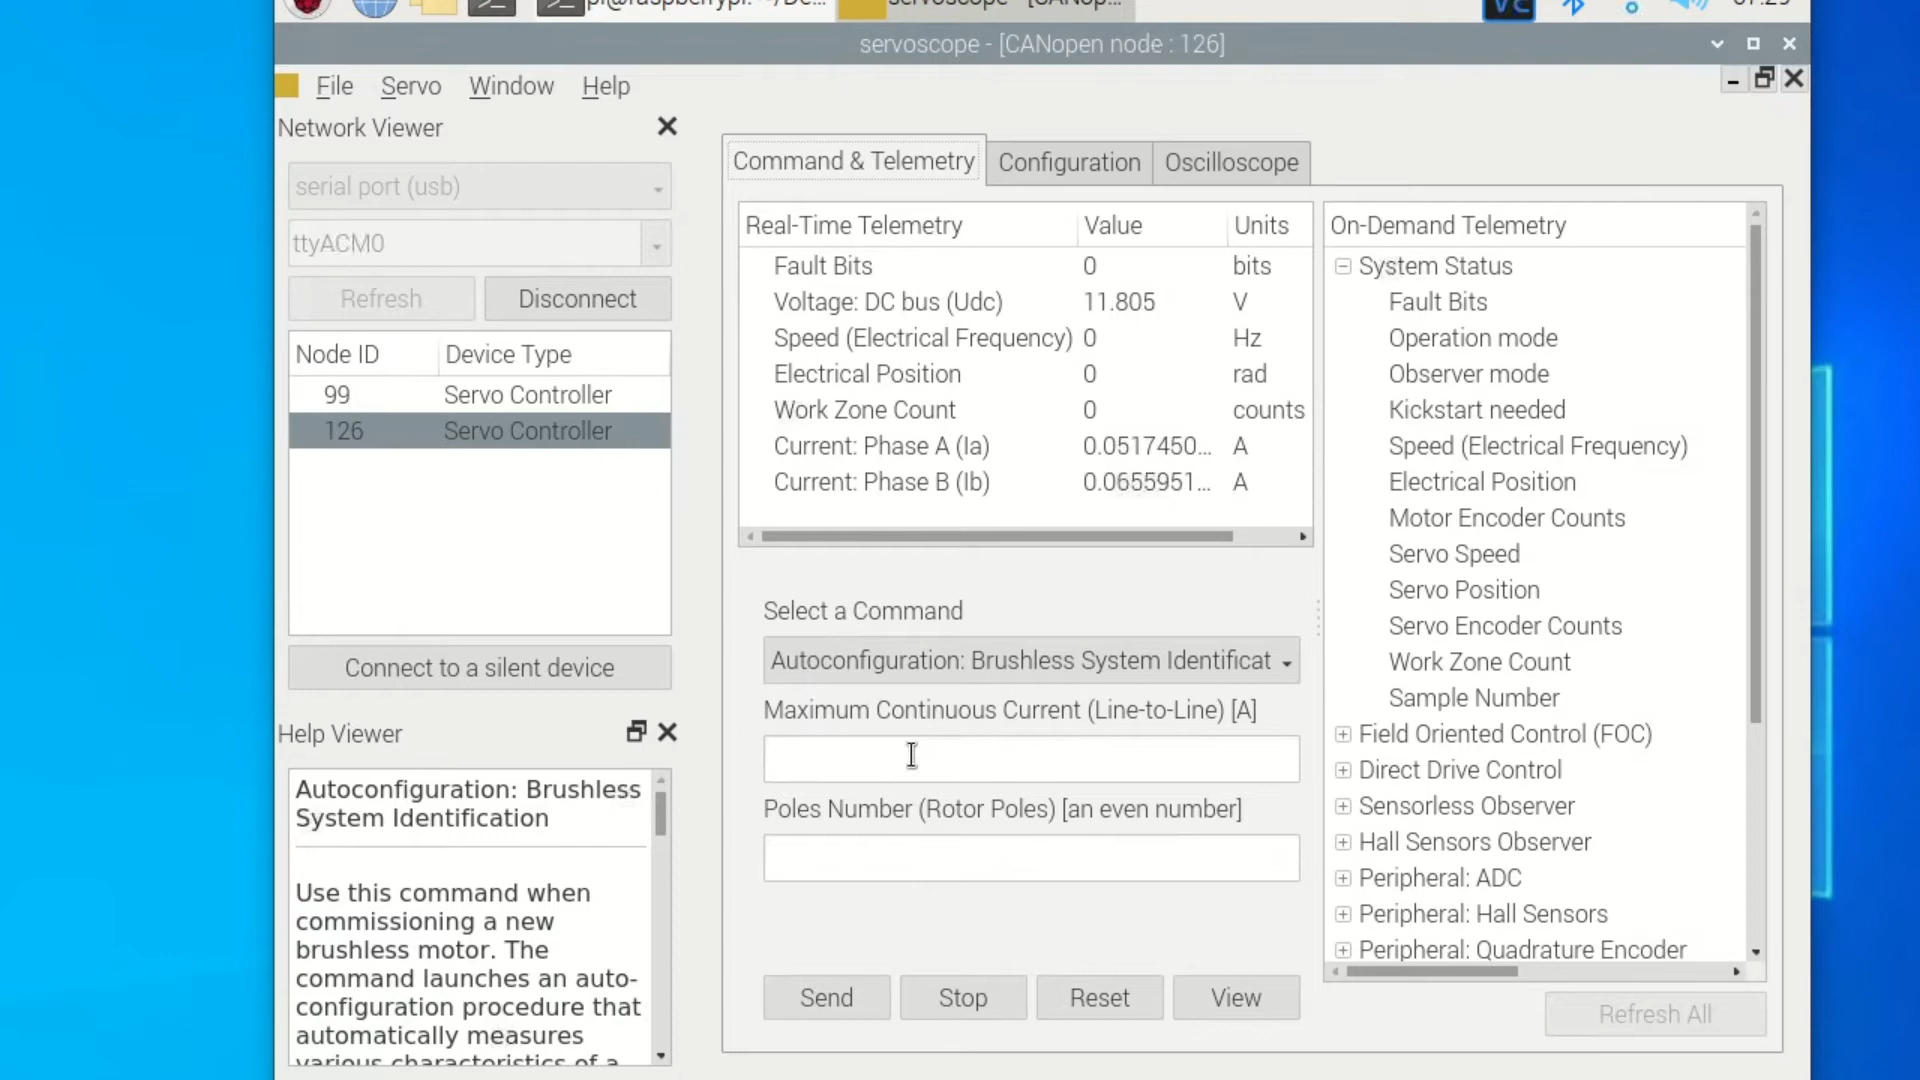 servoscope - [CANopen node : 126]
File Servo Window Help
Network Viewer
serial port (usb)
ttyACM0
Refresh Disconnect
Node ID Device Type
99 Servo Controller
126 Servo Controller
Connect to a silent device
Help Viewer
Autoconfiguration: Brushless
System Identification
Use this command when
commissioning a new
brushless motor. The
command launches an auto-
configuration procedure that
automatically measures
various characteristics of a
Command & Telemetry Configuration Oscilloscope
Real-Time Telemetry Value Units
Fault Bits 0 bits
Voltage: DC bus (Udc) 11.805 V
Speed (Electrical Frequency) 0 Hz
Electrical Position 0 rad
Work Zone Count 0 counts
Current: Phase A (Ia) 0.0517450... A
Current: Phase B (Ib) 0.0655951... A
Select a Command
Autoconfiguration: Brushless System Identificat
Maximum Continuous Current (Line-to-Line) [A]
Poles Number (Rotor Poles) [an even number]
Send Stop Reset View
On-Demand Telemetry
System Status
Fault Bits
Operation mode
Observer mode
Kickstart needed
Speed (Electrical Frequency)
Electrical Position
Motor Encoder Counts
Servo Speed
Servo Position
Servo Encoder Counts
Work Zone Count
Sample Number
Field Oriented Control (FOC)
Direct Drive Control
Sensorless Observer
Hall Sensors Observer
Peripheral: ADC
Peripheral: Hall Sensors
Peripheral: Quadrature Encoder
Refresh All